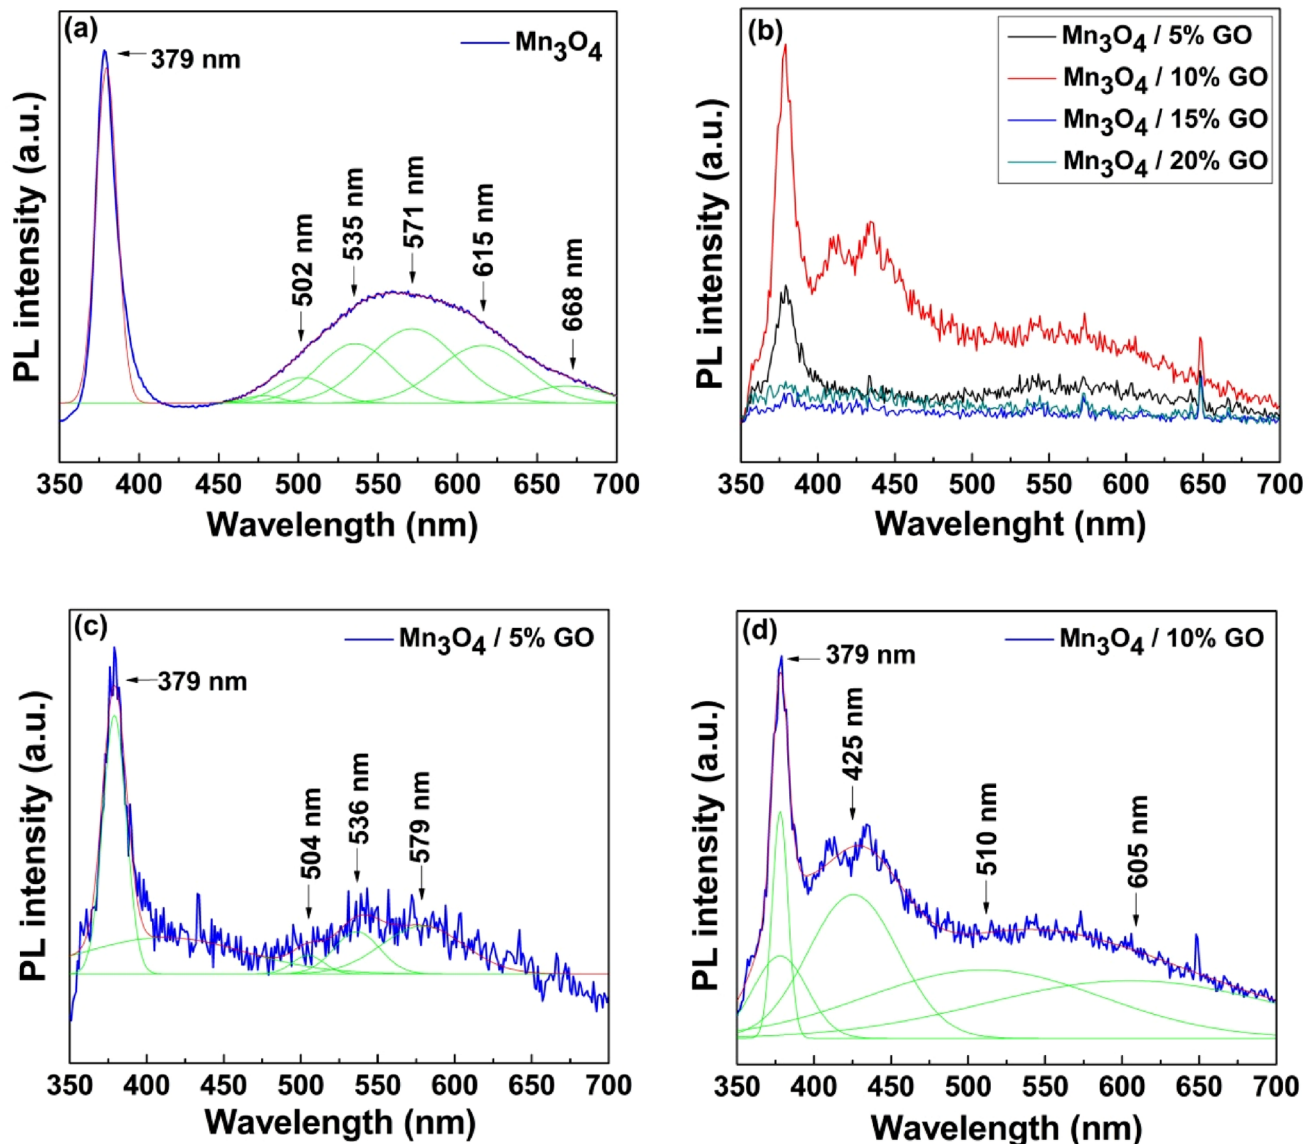 (a)
Mn3O4
379 nm
502 nm
535 nm
571 nm
615 nm
668 nm
PL intensity (a.u.)
350 400 450 500 550 600 650 700
Wavelength (nm)
(b)
Mn3O4 / 5% GO
Mn3O4 / 10% GO
Mn3O4 / 15% GO
Mn3O4 / 20% GO
PL intensity (a.u.)
350 400 450 500 550 600 650 700
Wavelenght (nm)
(c)
Mn3O4 / 5% GO
379 nm
504 nm
536 nm
579 nm
PL intensity (a.u.)
350 400 450 500 550 600 650 700
Wavelength (nm)
(d)
Mn3O4 / 10% GO
379 nm
425 nm
510 nm
605 nm
PL intensity (a.u.)
350 400 450 500 550 600 650 700
Wavelength (nm)